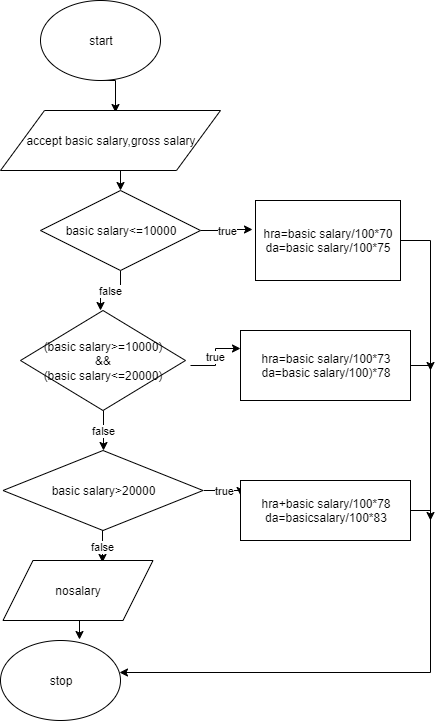 start
accept basic salary,gross salary
basic salary<=10000
true
hra=basic salary/100*70
da=basic salary/100*75
false
(basic salary>=10000)
&&
(basic salary<=20000)
true
hra=basic salary/100*73
da=basic salary/100)*78
false
basic salary>20000
true
hra+basic salary/100*78
da=basicsalary/100*83
false
nosalary
stop